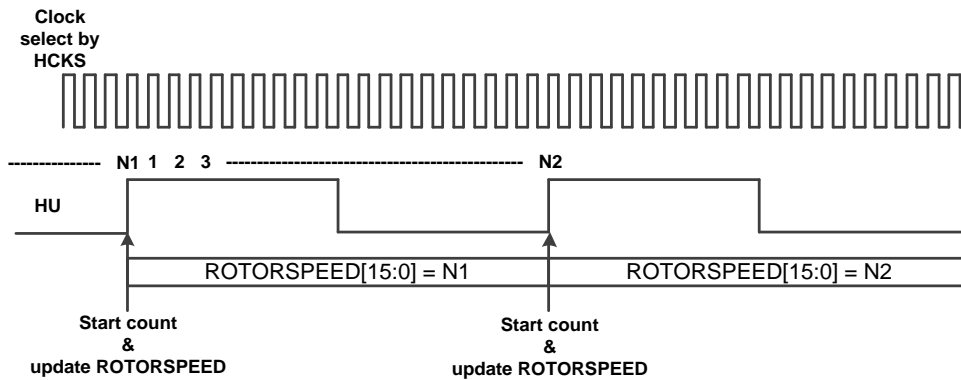 Clock
select by
HCKS
N1 1 2 3 N2
HU
ROTORSPEED[15:0] = N1 ROTORSPEED[15:0] = N2
Start count
&
update ROTORSPEED
Start count
&
update ROTORSPEED